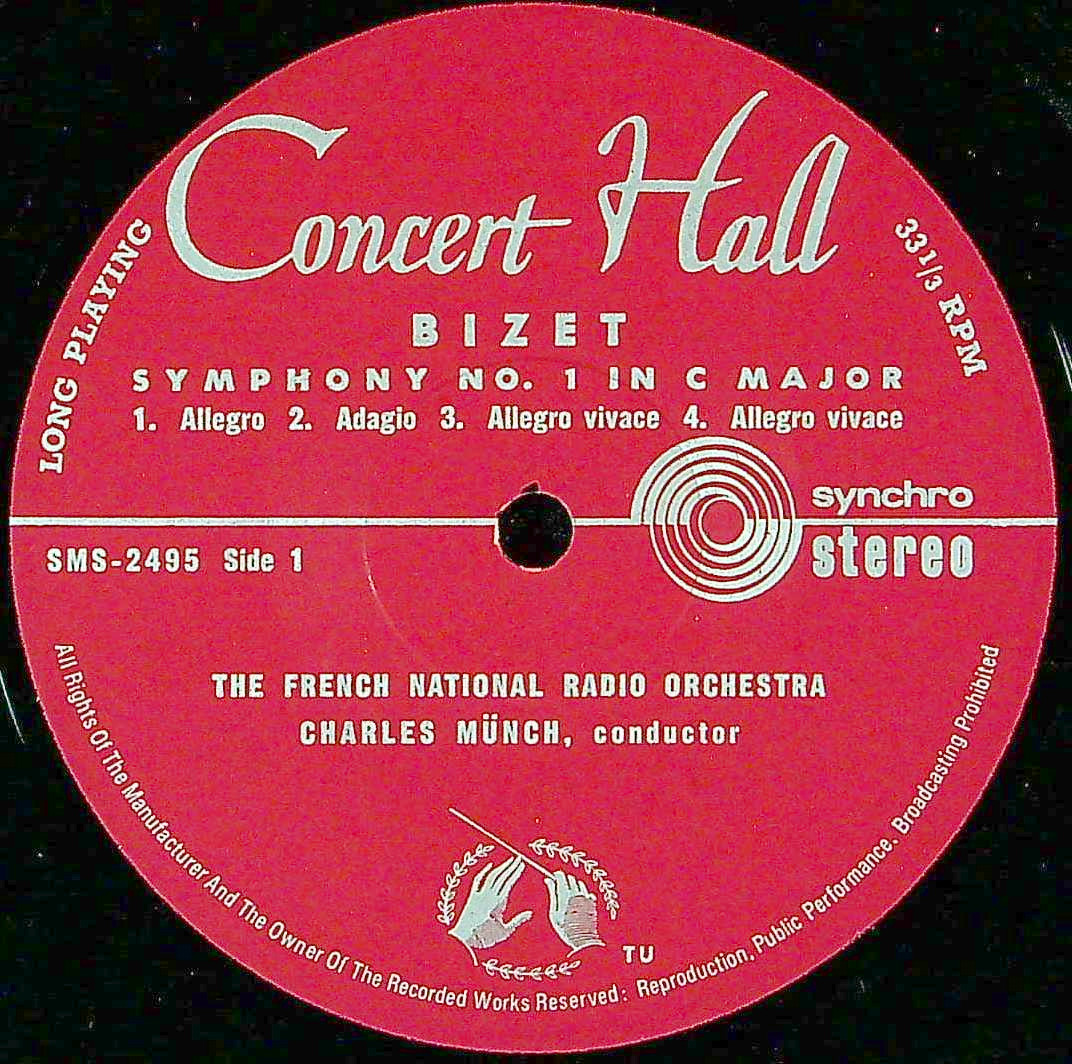 Concert Hall
LONG PLAYING
33 1/3 RPM
BIZET
SYMPHONY NO. 1 IN C MAJOR
1. Allegro 2. Adagio 3. Allegro vivace 4. Allegro vivace
synchro
stereo
SMS-2495 Side 1
THE FRENCH NATIONAL RADIO ORCHESTRA
CHARLES MÜNCH, conductor
TU
All Rights Of The Manufacturer And The Owner Of The Recorded Works Reserved: Reproduction, Public Performance. Broadcasting Prohibited